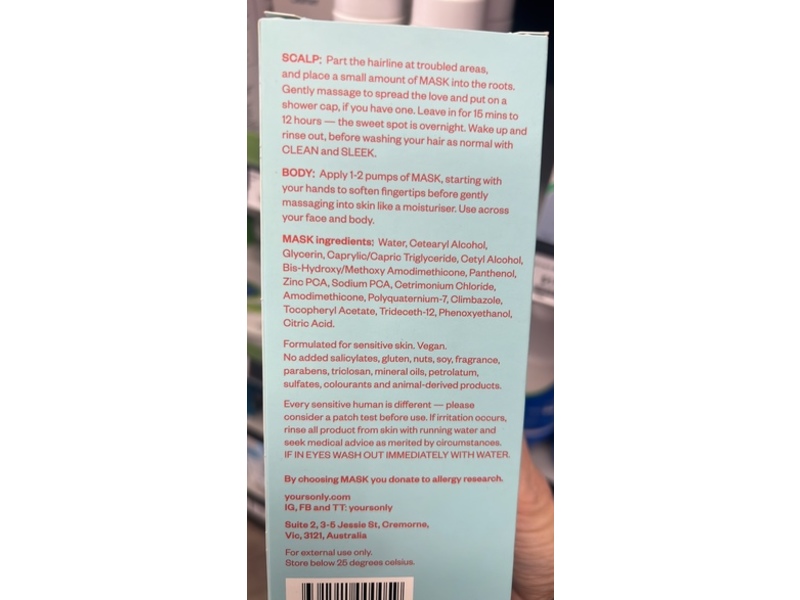 SCALP: Part the hairline at troubled areas,
and place a small amount of MASK into the roots.
Gently massage to spread the love and put on a
shower cap, if you have one. Leave in for 15 mins to
12 hours — the sweet spot is overnight. Wake up and
rinse out, before washing your hair as normal with
CLEAN and SLEEK.
BODY: Apply 1-2 pumps of MASK, starting with
your hands to soften fingertips before gently
massaging into skin like a moisturiser. Use across
your face and body.
MASK ingredients: Water, Cetearyl Alcohol,
Glycerin, Caprylic/Capric Triglyceride, Cetyl Alcohol,
Bis-Hydroxy/Methoxy Amodimethicone, Panthenol,
Zinc PCA, Sodium PCA, Cetrimonium Chloride,
Amodimethicone, Polyquaternium-7, Climbazole,
Tocopheryl Acetate, Trideceth-12, Phenoxyethanol,
Citric Acid.
Formulated for sensitive skin. Vegan.
No added salicylates, gluten, nuts, soy, fragrance,
parabens, triclosan, mineral oils, petrolatum,
sulfates, colourants and animal-derived products.
Every sensitive human is different — please
consider a patch test before use. If irritation occurs,
rinse all product from skin with running water and
seek medical advice as merited by circumstances.
IF IN EYES WASH OUT IMMEDIATELY WITH WATER.
By choosing MASK you donate to allergy research.
yoursonly.com
IG, FB and TT: yoursonly
Suite 2, 3-5 Jessie St, Cremorne,
Vic, 3121, Australia
For external use only.
Store below 25 degrees celsius.